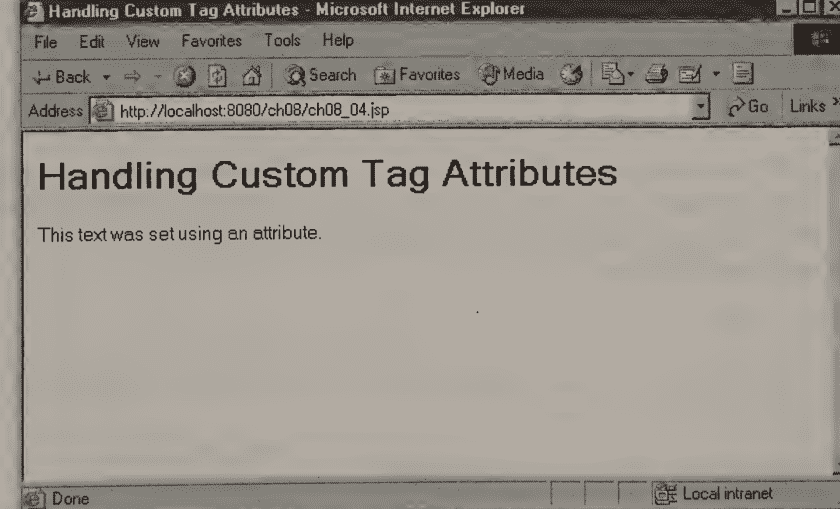 Handling Custom Tag Attributes - Microsoft Internet Explorer
File Edit View Favorites Tools Help
Back Search Favorites Media
Address http://localhost:8080/ch08/ch08_04.jsp Go Links »
Handling Custom Tag Attributes
This text was set using an attribute.
Done Local intranet